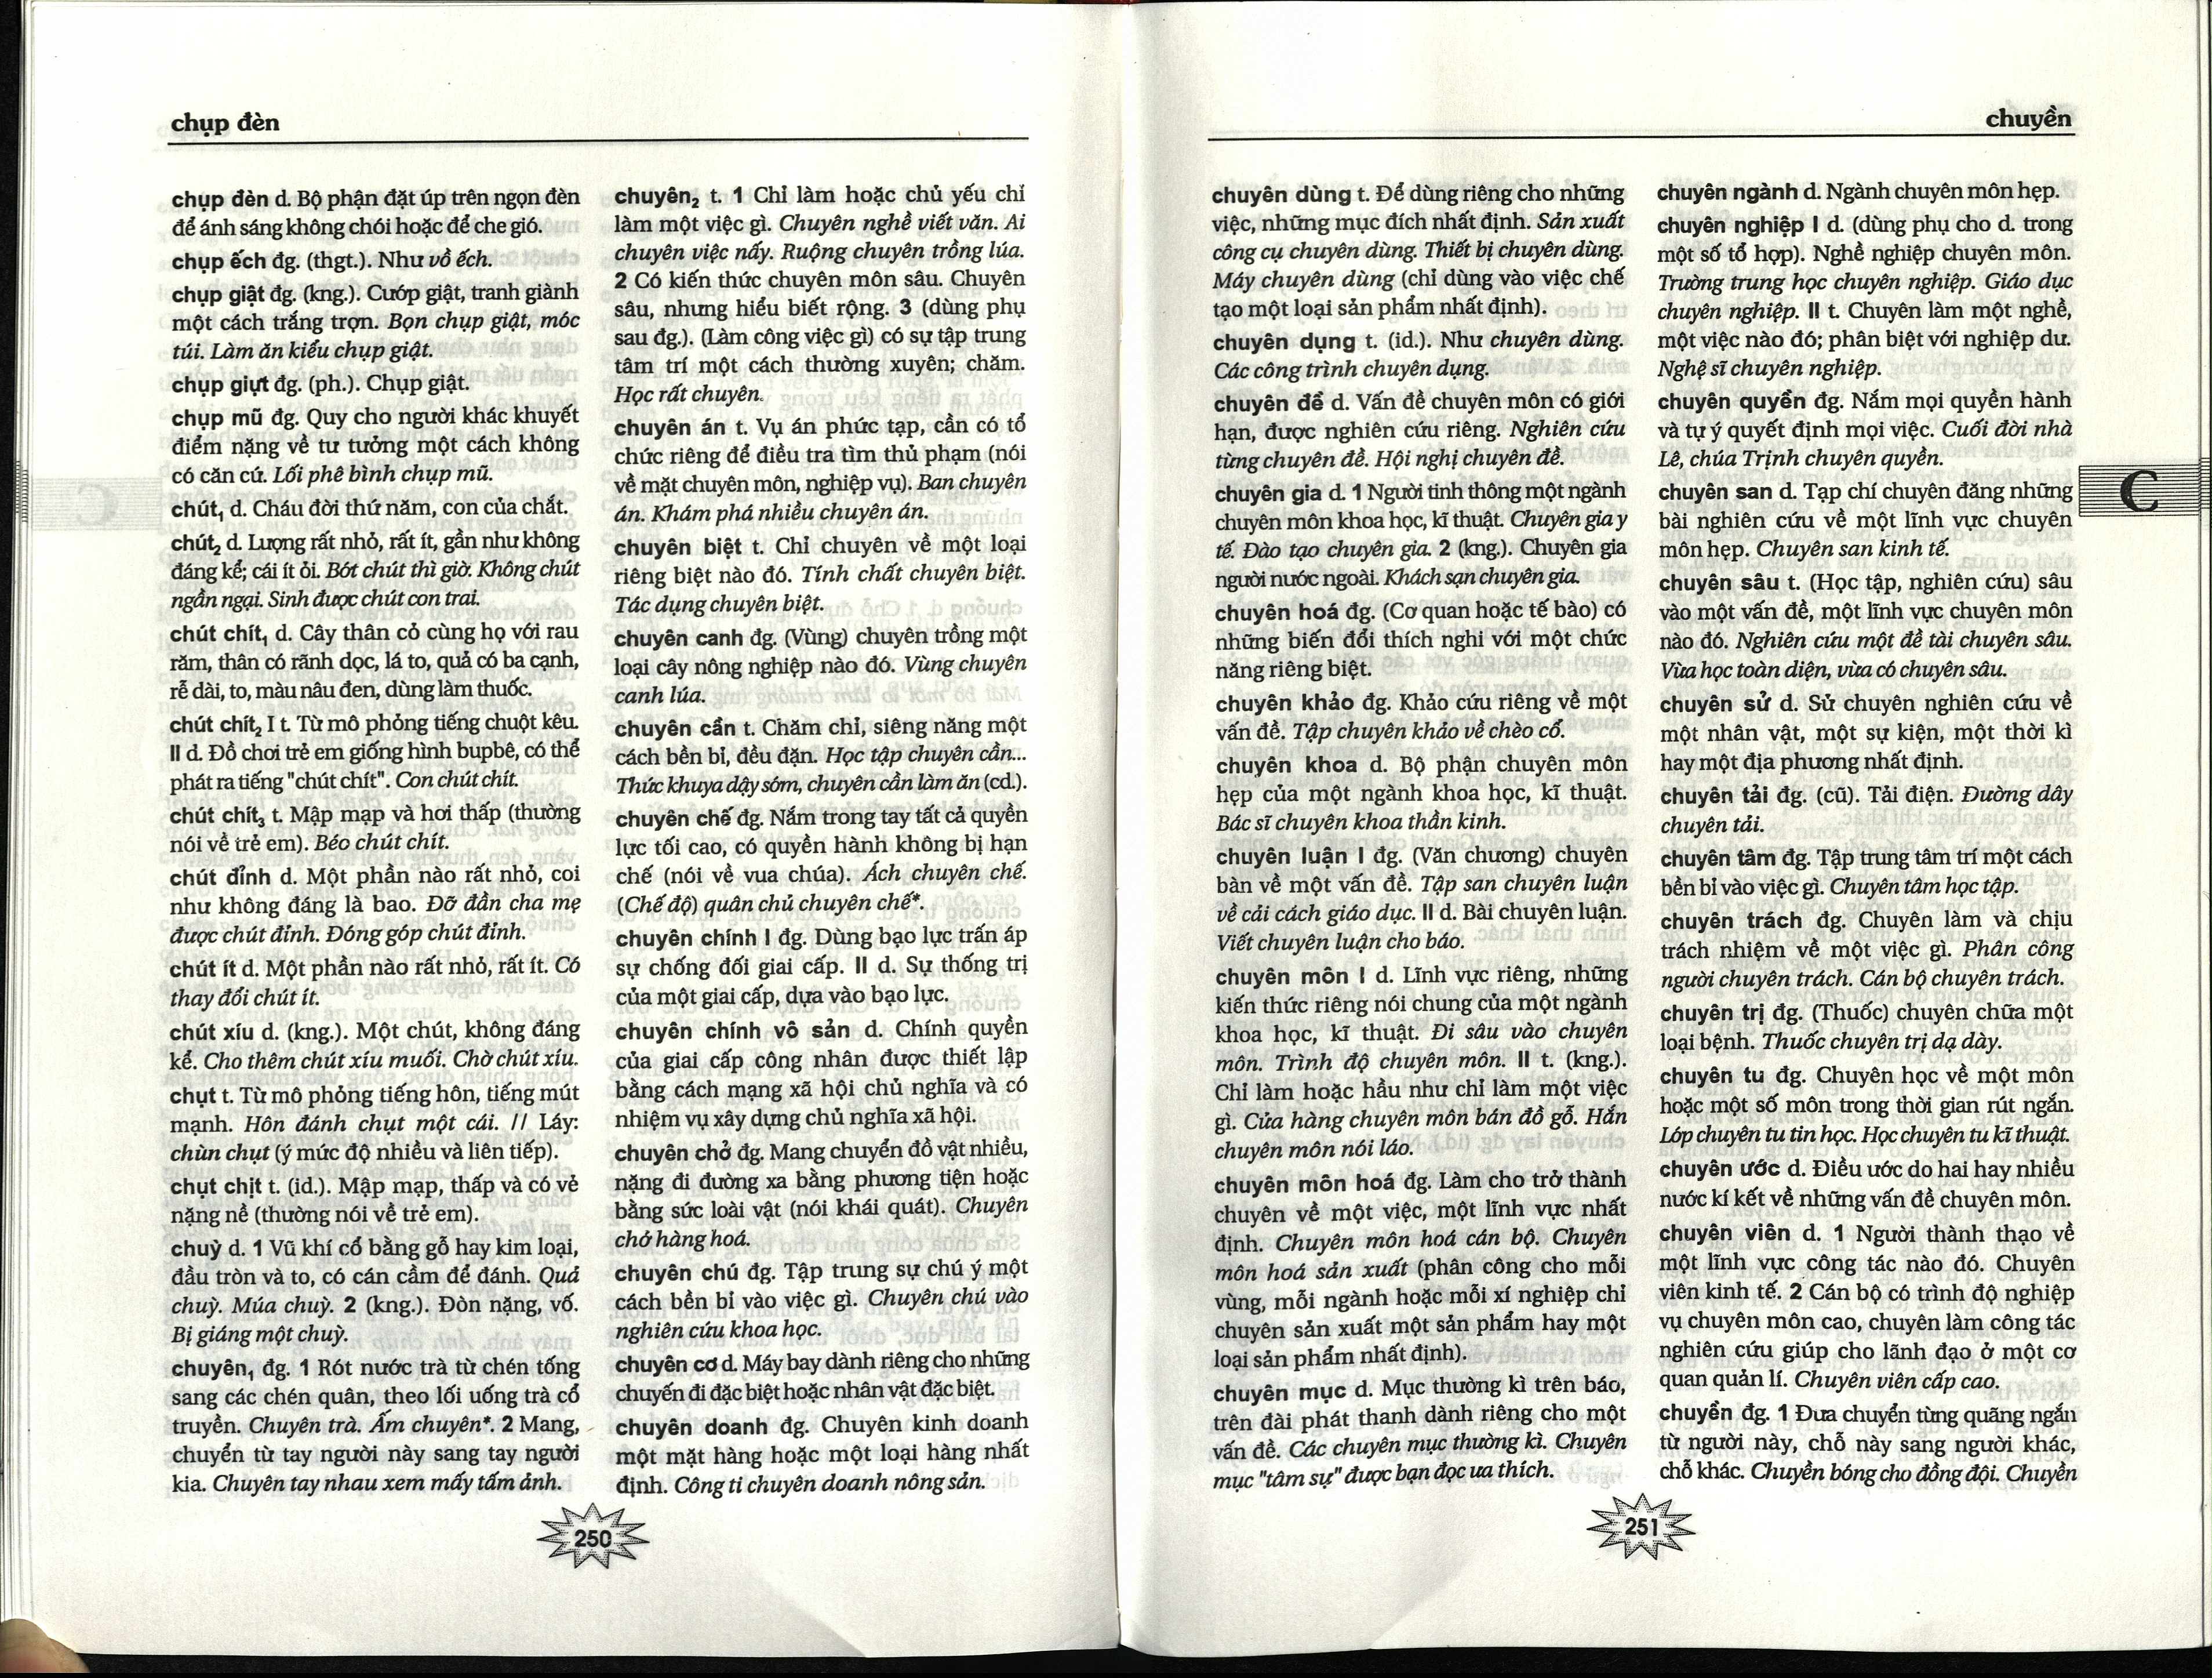 chụp đèn
chụp đèn d. Bộ phận đặt úp trên ngọn đèn
để ánh sáng không chói hoặc để che gió.
chụp ếch đg. (thgt.). Như vồ ếch.
chụp giật đg. (kng.). Cướp giật, tranh giành
một cách trắng trợn. Bọn chụp giật, móc
túi. Làm ăn kiểu chụp giật.
chụp giựt đg. (ph.). Chụp giật.
chụp mũ đg. Quy cho người khác khuyết
điểm nặng về tư tưởng một cách không
có căn cứ. Lối phê bình chụp mũ.
chút₁ d. Cháu đời thứ năm, con của chắt.
chút₂ d. Lượng rất nhỏ, rất ít, gần như không
đáng kể; cái ít ỏi. Bớt chút thì giờ. Không chút
ngần ngại. Sinh được chút con trai.
chút chít₁ d. Cây thân cỏ cùng họ với rau
răm, thân có rãnh dọc, lá to, quả có ba cạnh,
rễ dài, to, màu nâu đen, dùng làm thuốc.
chút chít₂ I t. Từ mô phỏng tiếng chuột kêu.
II d. Đồ chơi trẻ em giống hình bupbê, có thể
phát ra tiếng "chút chít". Con chút chít.
chút chít₃ t. Mập mạp và hơi thấp (thường
nói về trẻ em). Béo chút chít.
chút đỉnh d. Một phần nào rất nhỏ, coi
như không đáng là bao. Đỡ đần cha mẹ
được chút đỉnh. Đóng góp chút đỉnh.
chút ít d. Một phần nào rất nhỏ, rất ít. Có
thay đổi chút ít.
chút xíu d. (kng.). Một chút, không đáng
kể. Cho thêm chút xíu muối. Chờ chút xíu.
chụt t. Từ mô phỏng tiếng hôn, tiếng mút
mạnh. Hôn đánh chụt một cái. // Láy:
chùn chụt (ý mức độ nhiều và liên tiếp).
chụt chịt t. (id.). Mập mạp, thấp và có vẻ
nặng nề (thường nói về trẻ em).
chuỳ d. 1 Vũ khí cổ bằng gỗ hay kim loại,
đầu tròn và to, có cán cầm để đánh. Quả
chuỳ. Múa chuỳ. 2 (kng.). Đòn nặng, vố.
Bị giáng một chuỳ.
chuyên₁ đg. 1 Rót nước trà từ chén tống
sang các chén quân, theo lối uống trà cổ
truyền. Chuyên trà. Ấm chuyên*. 2 Mang,
chuyển từ tay người này sang tay người
kia. Chuyên tay nhau xem mấy tấm ảnh.
chuyên₂ t. 1 Chỉ làm hoặc chủ yếu chỉ
làm một việc gì. Chuyên nghề viết văn. Ai
chuyên việc nấy. Ruộng chuyên trồng lúa.
2 Có kiến thức chuyên môn sâu. Chuyên
sâu, nhưng hiểu biết rộng. 3 (dùng phụ
sau đg.). (Làm công việc gì) có sự tập trung
tâm trí một cách thường xuyên; chăm.
Học rất chuyên.
chuyên án t. Vụ án phức tạp, cần có tổ
chức riêng để điều tra tìm thủ phạm (nói
về mặt chuyên môn, nghiệp vụ). Ban chuyên
án. Khám phá nhiều chuyên án.
chuyên biệt t. Chỉ chuyên về một loại
riêng biệt nào đó. Tính chất chuyên biệt.
Tác dụng chuyên biệt.
chuyên canh đg. (Vùng) chuyên trồng một
loại cây nông nghiệp nào đó. Vùng chuyên
canh lúa.
chuyên cần t. Chăm chỉ, siêng năng một
cách bền bỉ, đều đặn. Học tập chuyên cần...
Thức khuya dậy sớm, chuyên cần làm ăn (cd.).
chuyên chế đg. Nắm trong tay tất cả quyền
lực tối cao, có quyền hành không bị hạn
chế (nói về vua chúa). Ách chuyên chế.
(Chế độ) quân chủ chuyên chế*.
chuyên chính I đg. Dùng bạo lực trấn áp
sự chống đối giai cấp. II d. Sự thống trị
của một giai cấp, dựa vào bạo lực.
chuyên chính vô sản d. Chính quyền
của giai cấp công nhân được thiết lập
bằng cách mạng xã hội chủ nghĩa và có
nhiệm vụ xây dựng chủ nghĩa xã hội.
chuyên chở đg. Mang chuyển đồ vật nhiều,
nặng đi đường xa bằng phương tiện hoặc
bằng sức loài vật (nói khái quát). Chuyên
chở hàng hoá.
chuyên chú đg. Tập trung sự chú ý một
cách bền bỉ vào việc gì. Chuyên chú vào
nghiên cứu khoa học.
chuyên cơ d. Máy bay dành riêng cho những
chuyến đi đặc biệt hoặc nhân vật đặc biệt.
chuyên doanh đg. Chuyên kinh doanh
một mặt hàng hoặc một loại hàng nhất
định. Công ti chuyên doanh nông sản.
250
chuyền
chuyên dùng t. Để dùng riêng cho những
việc, những mục đích nhất định. Sản xuất
công cụ chuyên dùng. Thiết bị chuyên dùng.
Máy chuyên dùng (chỉ dùng vào việc chế
tạo một loại sản phẩm nhất định).
chuyên dụng t. (id.). Như chuyên dùng.
Các công trình chuyên dụng.
chuyên đề d. Vấn đề chuyên môn có giới
hạn, được nghiên cứu riêng. Nghiên cứu
từng chuyên đề. Hội nghị chuyên đề.
chuyên gia d. 1 Người tinh thông một ngành
chuyên môn khoa học, kĩ thuật. Chuyên gia y
tế. Đào tạo chuyên gia. 2 (kng.). Chuyên gia
người nước ngoài. Khách sạn chuyên gia.
chuyên hoá đg. (Cơ quan hoặc tế bào) có
những biến đổi thích nghi với một chức
năng riêng biệt.
chuyên khảo đg. Khảo cứu riêng về một
vấn đề. Tập chuyên khảo về chèo cổ.
chuyên khoa d. Bộ phận chuyên môn
hẹp của một ngành khoa học, kĩ thuật.
Bác sĩ chuyên khoa thần kinh.
chuyên luận I đg. (Văn chương) chuyên
bàn về một vấn đề. Tập san chuyên luận
về cải cách giáo dục. II d. Bài chuyên luận.
Viết chuyên luận cho báo.
chuyên môn I d. Lĩnh vực riêng, những
kiến thức riêng nói chung của một ngành
khoa học, kĩ thuật. Đi sâu vào chuyên
môn. Trình độ chuyên môn. II t. (kng.).
Chỉ làm hoặc hầu như chỉ làm một việc
gì. Cửa hàng chuyên môn bán đồ gỗ. Hắn
chuyên môn nói láo.
chuyên môn hoá đg. Làm cho trở thành
chuyên về một việc, một lĩnh vực nhất
định. Chuyên môn hoá cán bộ. Chuyên
môn hoá sản xuất (phân công cho mỗi
vùng, mỗi ngành hoặc mỗi xí nghiệp chỉ
chuyên sản xuất một sản phẩm hay một
loại sản phẩm nhất định).
chuyên mục d. Mục thường kì trên báo,
trên đài phát thanh dành riêng cho một
vấn đề. Các chuyên mục thường kì. Chuyên
mục "tâm sự" được bạn đọc ưa thích.
chuyên ngành d. Ngành chuyên môn hẹp.
chuyên nghiệp I d. (dùng phụ cho d. trong
một số tổ hợp). Nghề nghiệp chuyên môn.
Trường trung học chuyên nghiệp. Giáo dục
chuyên nghiệp. II t. Chuyên làm một nghề,
một việc nào đó; phân biệt với nghiệp dư.
Nghệ sĩ chuyên nghiệp.
chuyên quyền đg. Nắm mọi quyền hành
và tự ý quyết định mọi việc. Cuối đời nhà
Lê, chúa Trịnh chuyên quyền.
chuyên san d. Tạp chí chuyên đăng những
bài nghiên cứu về một lĩnh vực chuyên
môn hẹp. Chuyên san kinh tế.
chuyên sâu t. (Học tập, nghiên cứu) sâu
vào một vấn đề, một lĩnh vực chuyên môn
nào đó. Nghiên cứu một đề tài chuyên sâu.
Vừa học toàn diện, vừa có chuyên sâu.
chuyên sử d. Sử chuyên nghiên cứu về
một nhân vật, một sự kiện, một thời kì
hay một địa phương nhất định.
chuyên tải đg. (cũ). Tải điện. Đường dây
chuyên tải.
chuyên tâm đg. Tập trung tâm trí một cách
bền bỉ vào việc gì. Chuyên tâm học tập.
chuyên trách đg. Chuyên làm và chịu
trách nhiệm về một việc gì. Phân công
người chuyên trách. Cán bộ chuyên trách.
chuyên trị đg. (Thuốc) chuyên chữa một
loại bệnh. Thuốc chuyên trị dạ dày.
chuyên tu đg. Chuyên học về một môn
hoặc một số môn trong thời gian rút ngắn.
Lớp chuyên tu tin học. Học chuyên tu kĩ thuật.
chuyên ước d. Điều ước do hai hay nhiều
nước kí kết về những vấn đề chuyên môn.
chuyên viên d. 1 Người thành thạo về
một lĩnh vực công tác nào đó. Chuyên
viên kinh tế. 2 Cán bộ có trình độ nghiệp
vụ chuyên môn cao, chuyên làm công tác
nghiên cứu giúp cho lãnh đạo ở một cơ
quan quản lí. Chuyên viên cấp cao.
chuyền đg. 1 Đưa chuyển từng quãng ngắn
từ người này, chỗ này sang người khác,
chỗ khác. Chuyền bóng cho đồng đội. Chuyền
C
251